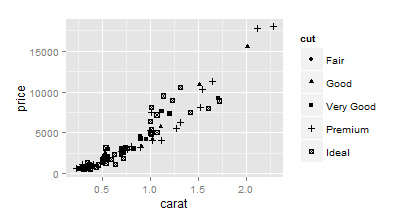 cut
Fair
Good
Very Good
Premium
Ideal
price
15000
10000
5000
0
0.5 1.0 1.5 2.0
carat